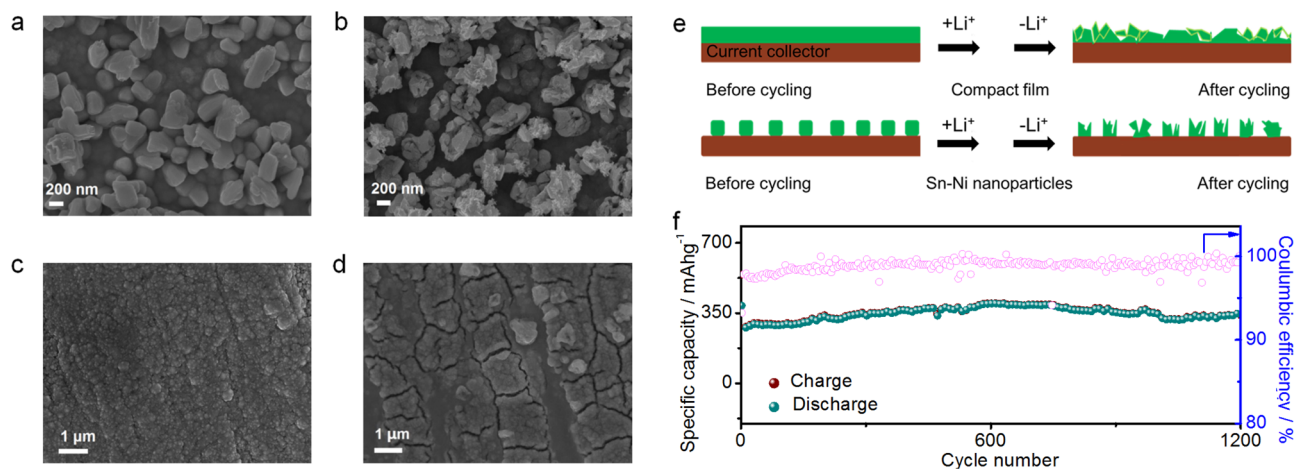 a
200 nm
b
200 nm
c
1 μm
d
1 μm
e
Current collector
+Li⁺
-Li⁺
Before cycling
Compact film
After cycling
+Li⁺
-Li⁺
Before cycling
Sn-Ni nanoparticles
After cycling
f
Specific capacity / mAhg⁻¹
700
350
0
Charge
Discharge
0
600
1200
Cycle number
100
90
80
Coulumbic efficiency / %